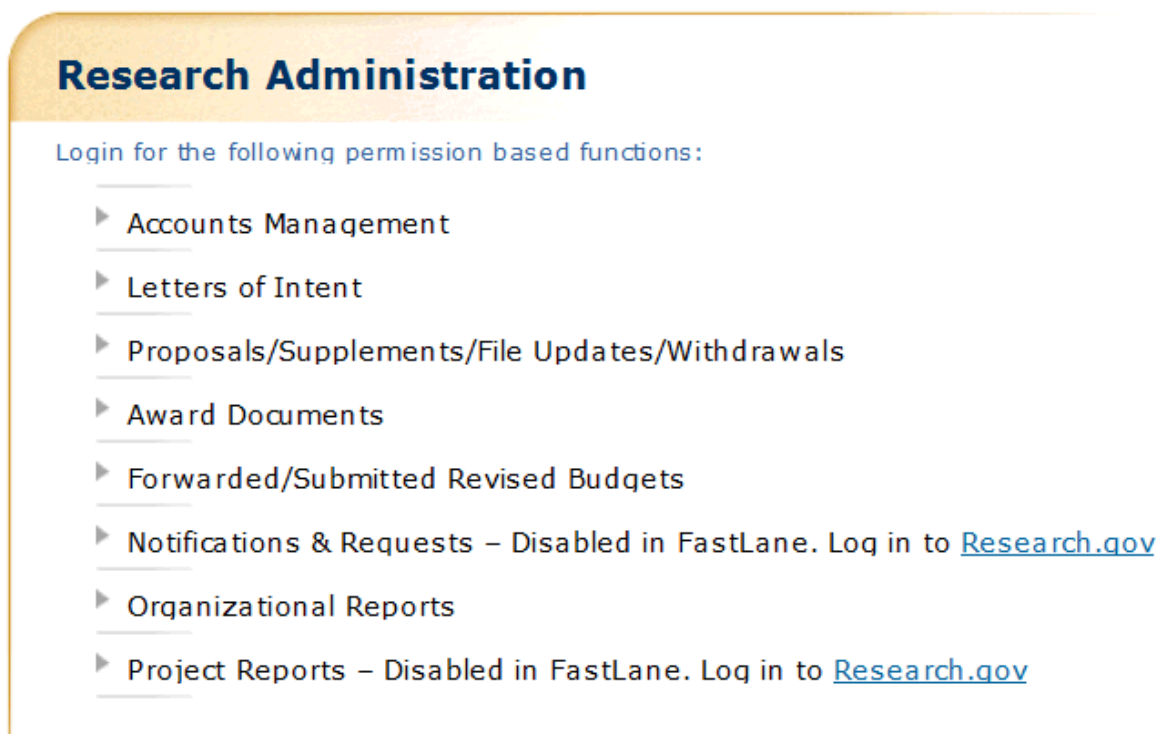 Research Administration
Login for the following permission based functions:
Accounts Management
Letters of Intent
Proposals/Supplements/File Updates/Withdrawals
Award Documents
Forwarded/Submitted Revised Budgets
Notifications & Requests – Disabled in FastLane. Log in to Research.gov
Organizational Reports
Project Reports – Disabled in FastLane. Log in to Research.gov